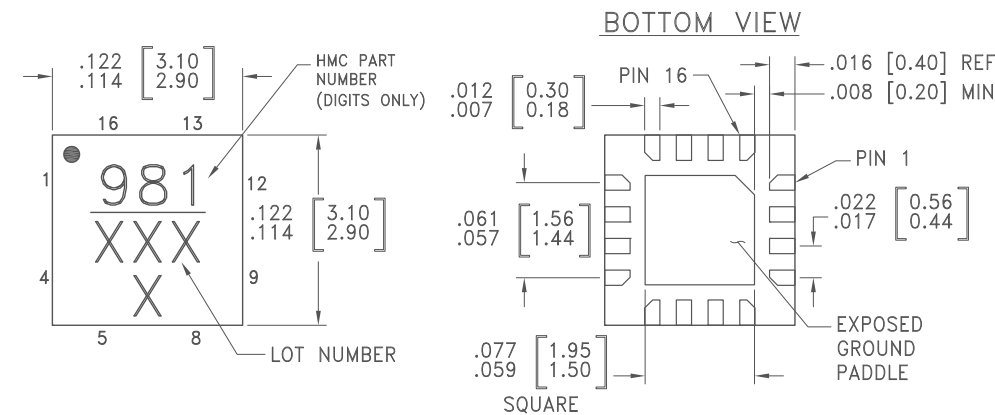 BOTTOM VIEW
.122 [3.10]
.114 [2.90]
HMC PART
NUMBER
(DIGITS ONLY)
16 13
1
981
12
XXX
X
4
9
5 8
.122 [3.10]
.114 [2.90]
LOT NUMBER
.012 [0.30]
.007 [0.18]
PIN 16
.016 [0.40] REF
.008 [0.20] MIN
PIN 1
.061 [1.56]
.057 [1.44]
.022 [0.56]
.017 [0.44]
EXPOSED
GROUND
PADDLE
.077 [1.95]
.059 [1.50]
SQUARE